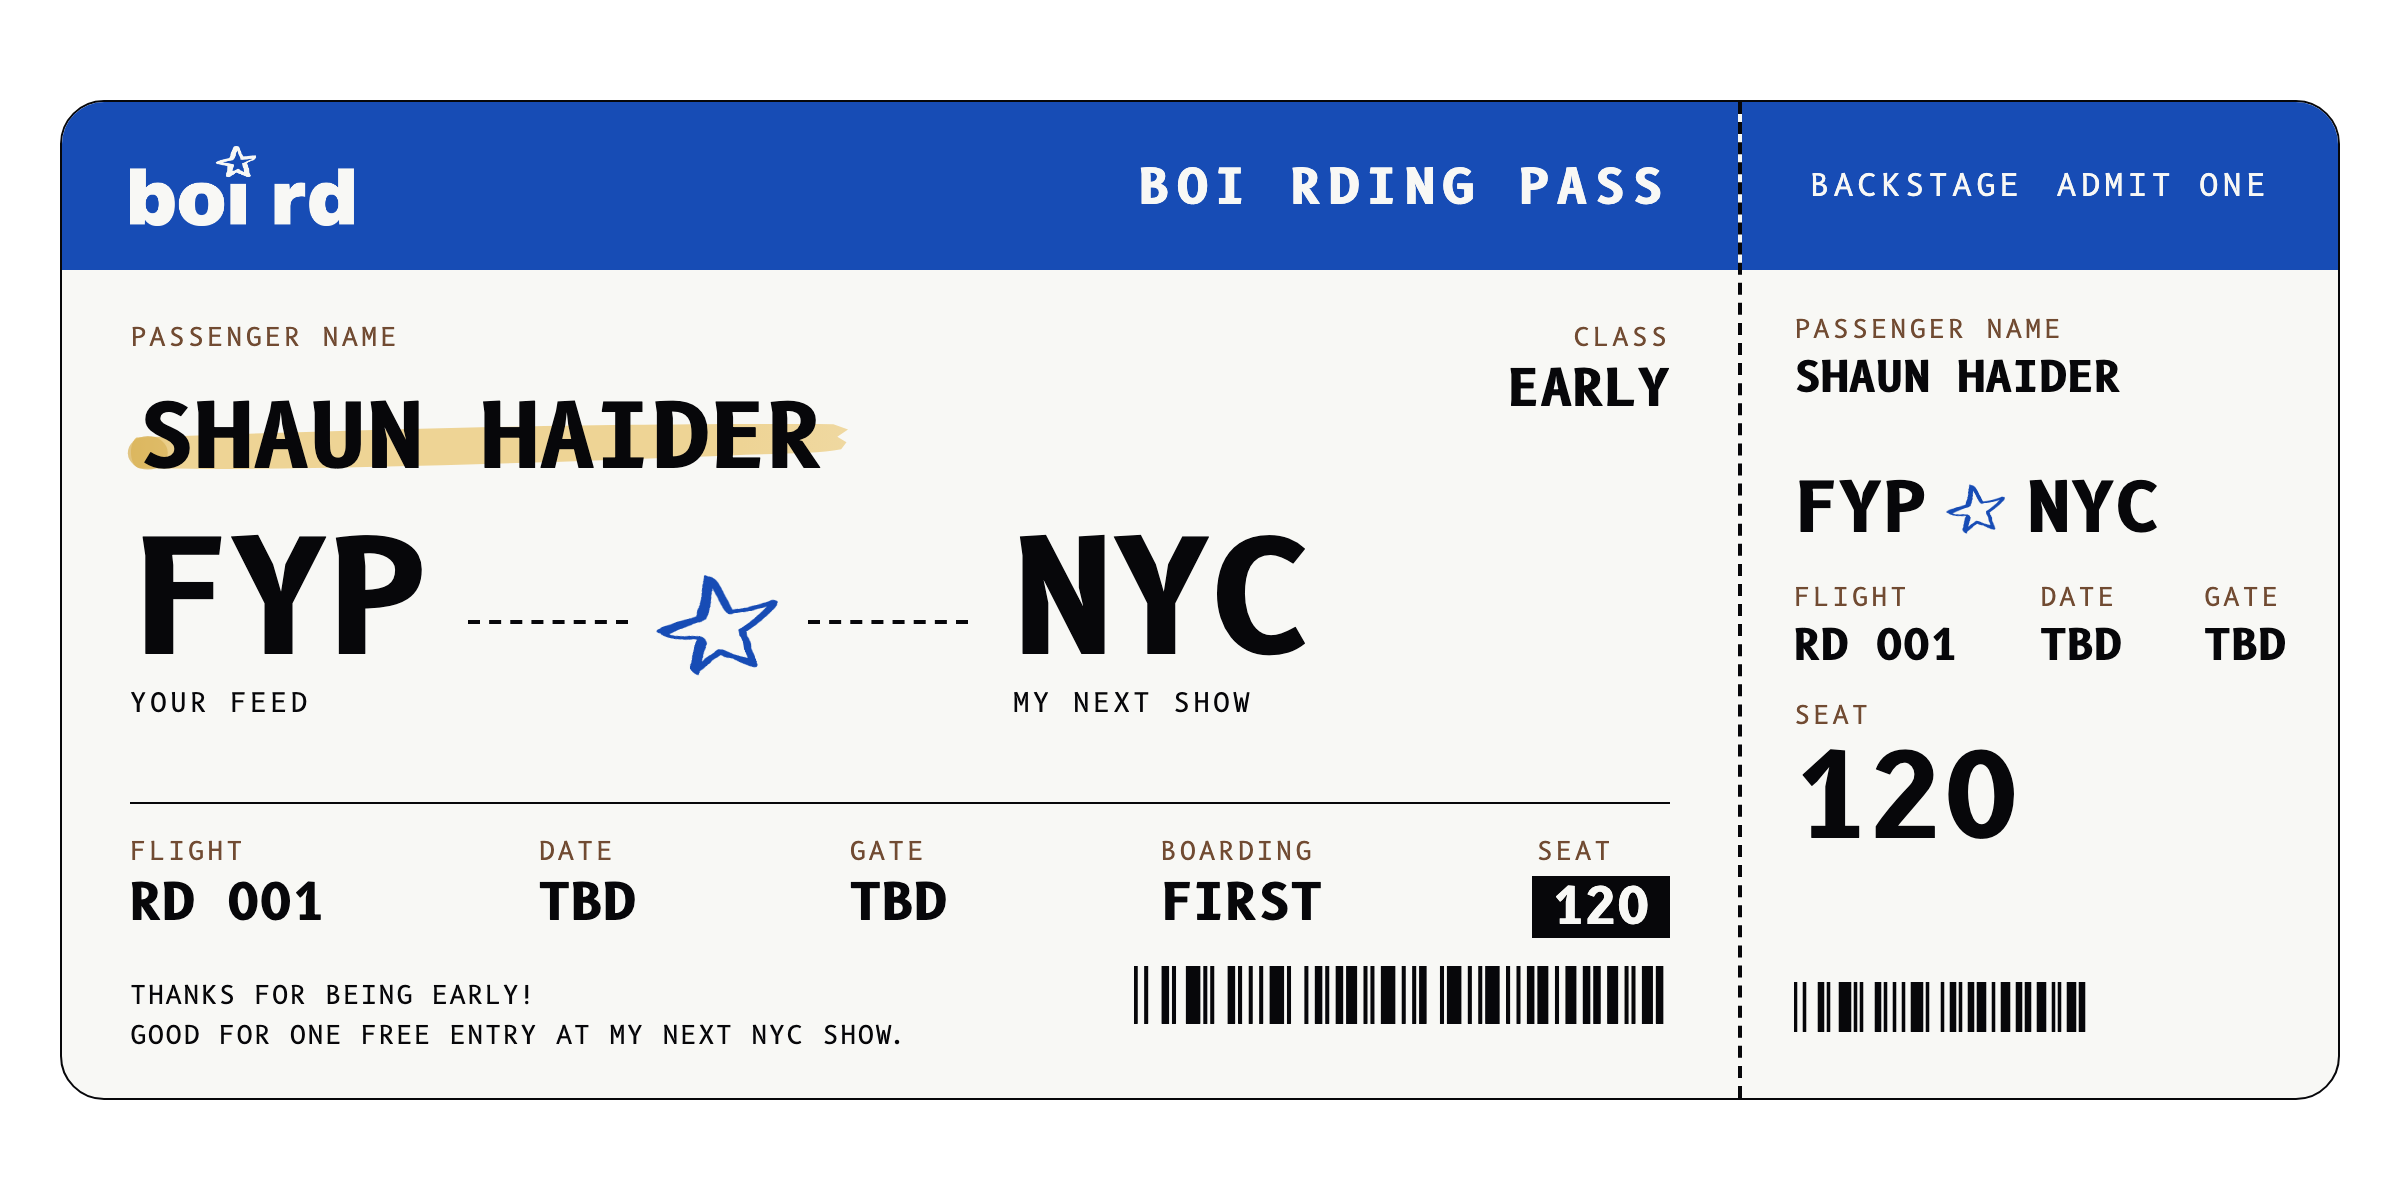 boi rd
BOI RDING PASS
BACKSTAGE ADMIT ONE
PASSENGER NAME
SHAUN HAIDER
CLASS
EARLY
FYP
NYC
YOUR FEED
MY NEXT SHOW
FLIGHT
RD 001
DATE
TBD
GATE
TBD
BOARDING
FIRST
SEAT
120
THANKS FOR BEING EARLY!
GOOD FOR ONE FREE ENTRY AT MY NEXT NYC SHOW.
PASSENGER NAME
SHAUN HAIDER
FYP NYC
FLIGHT
RD 001
DATE
TBD
GATE
TBD
SEAT
120